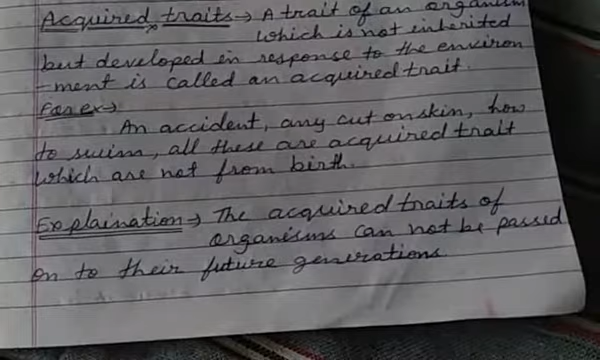 Acquired traits → A trait of an organism
which is not inherited
but developed in response to the environ
-ment is called an acquired trait.
For ex →
An accident, any cut on skin, how
to swim, all these are acquired trait
which are not from birth.
Explaination → The acquired traits of
organisms can not be passed
on to their future generations.